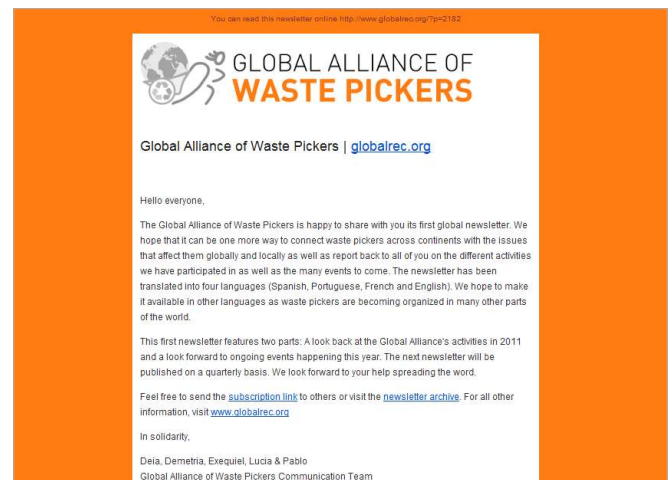 You can read this newsletter online http://www.globalrec.org/?p=2182
GLOBAL ALLIANCE OF
WASTE PICKERS
Global Alliance of Waste Pickers | globalrec.org
Hello everyone,
The Global Alliance of Waste Pickers is happy to share with you its first global newsletter. We
hope that it can be one more way to connect waste pickers across continents with the issues
that affect them globally and locally as well as report back to all of you on the different activities
we have participated in as well as the many events to come. The newsletter has been
translated into four languages (Spanish, Portuguese, French and English). We hope to make
it available in other languages as waste pickers are becoming organized in many other parts
of the world.
This first newsletter features two parts: A look back at the Global Alliance's activities in 2011
and a look forward to ongoing events happening this year. The next newsletter will be
published on a quarterly basis. We look forward to your help spreading the word.
Feel free to send the subscription link to others or visit the newsletter archive. For all other
information, visit www.globalrec.org
In solidarity,
Deia, Demetria, Exequiel, Lucia & Pablo
Global Alliance of Waste Pickers Communication Team